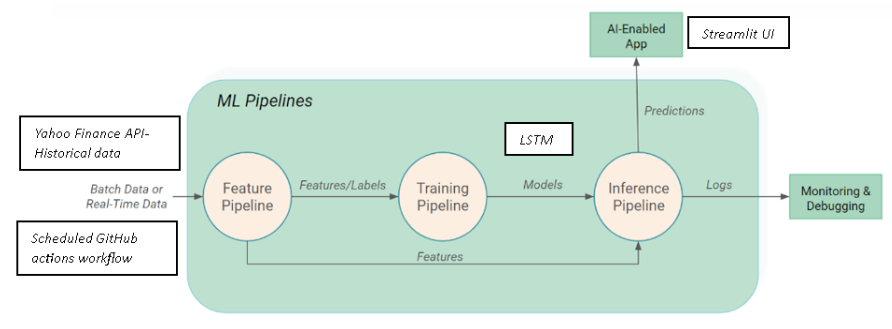 AI-Enabled
App
Streamlit UI
ML Pipelines
Predictions
Yahoo Finance API-
Historical data
LSTM
Batch Data or
Real-Time Data
Feature
Pipeline
Features/Labels
Training
Pipeline
Models
Inference
Pipeline
Logs
Monitoring &
Debugging
Scheduled GitHub
actions workflow
Features